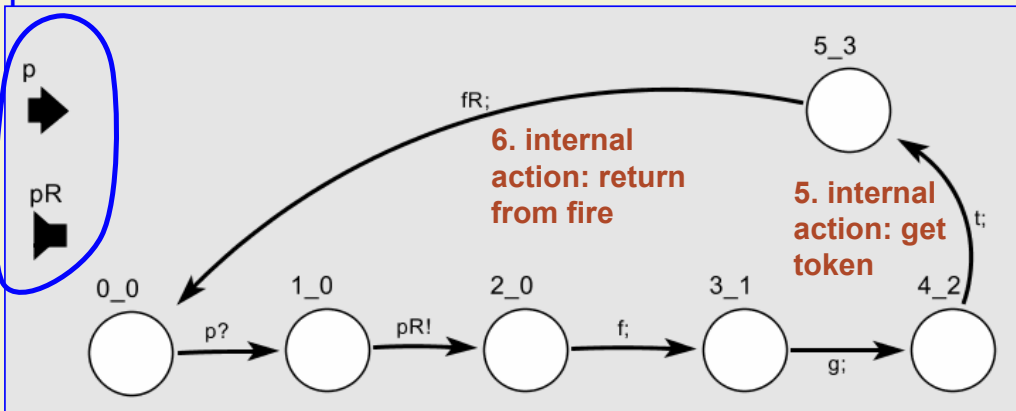 p
pR
5_3
fR;
6. internal
action: return
from fire
5. internal
action: get
token
t;
0_0
1_0
2_0
3_1
4_2
p?
pR!
f;
g;